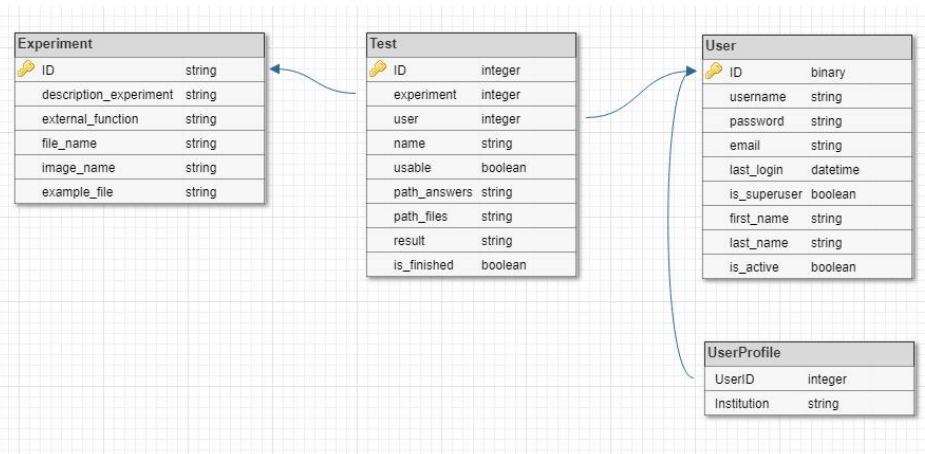 Experiment
ID string
description_experiment string
external_function string
file_name string
image_name string
example_file string
Test
ID integer
experiment integer
user integer
name string
usable boolean
path_answers string
path_files string
result string
is_finished boolean
User
ID binary
username string
password string
email string
last_login datetime
is_superuser boolean
first_name string
last_name string
is_active boolean
UserProfile
UserID integer
Institution string